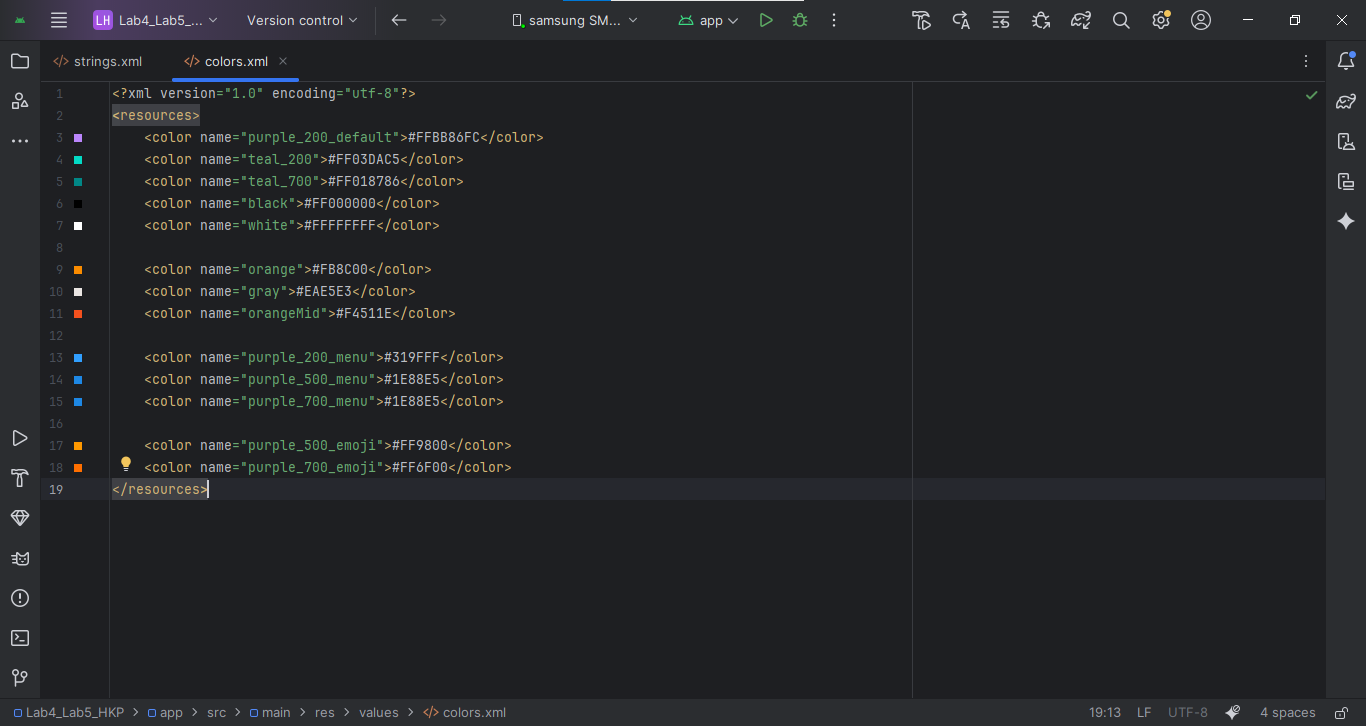 LH Lab4_Lab5_... Version control samsung SM... app
strings.xml colors.xml
1 <?xml version="1.0" encoding="utf-8"?>
2 <resources>
3     <color name="purple_200_default">#FFBB86FC</color>
4     <color name="teal_200">#FF03DAC5</color>
5     <color name="teal_700">#FF018786</color>
6     <color name="black">#FF000000</color>
7     <color name="white">#FFFFFFFF</color>
8
9     <color name="orange">#FB8C00</color>
10     <color name="gray">#EAE5E3</color>
11     <color name="orangeMid">#F4511E</color>
12
13     <color name="purple_200_menu">#319FFF</color>
14     <color name="purple_500_menu">#1E88E5</color>
15     <color name="purple_700_menu">#1E88E5</color>
16
17     <color name="purple_500_emoji">#FF9800</color>
18     <color name="purple_700_emoji">#FF6F00</color>
19 </resources>
Lab4_Lab5_HKP > app > src > main > res > values > colors.xml 19:13 LF UTF-8 4 spaces